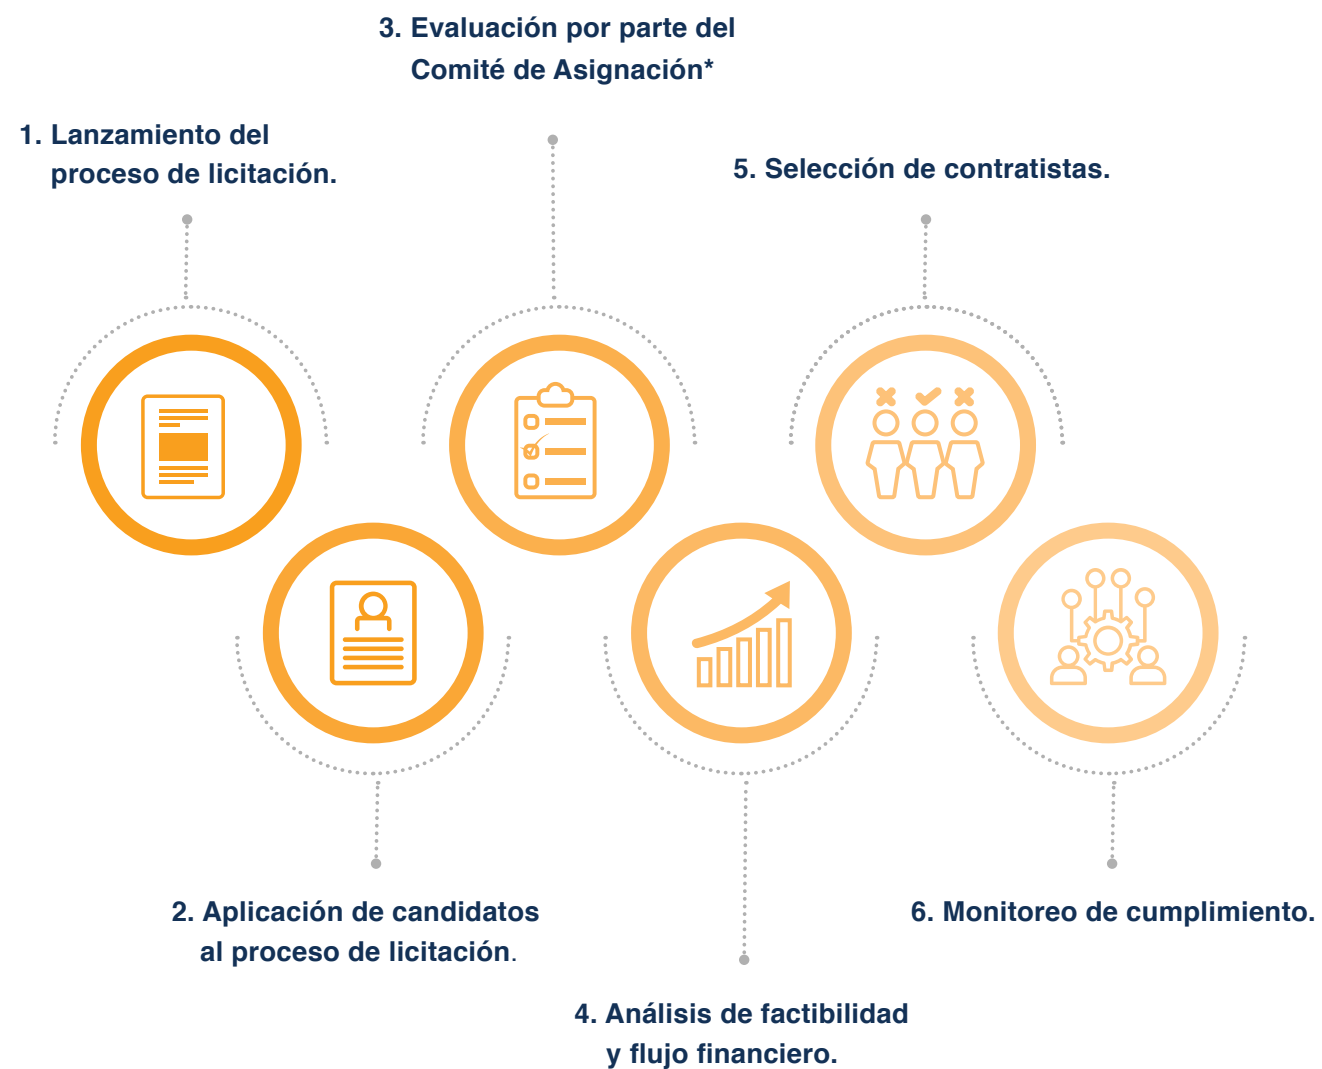 1. Lanzamiento del
proceso de licitación.
2. Aplicación de candidatos
al proceso de licitación.
3. Evaluación por parte del
Comité de Asignación*
4. Análisis de factibilidad
y flujo financiero.
5. Selección de contratistas.
6. Monitoreo de cumplimiento.